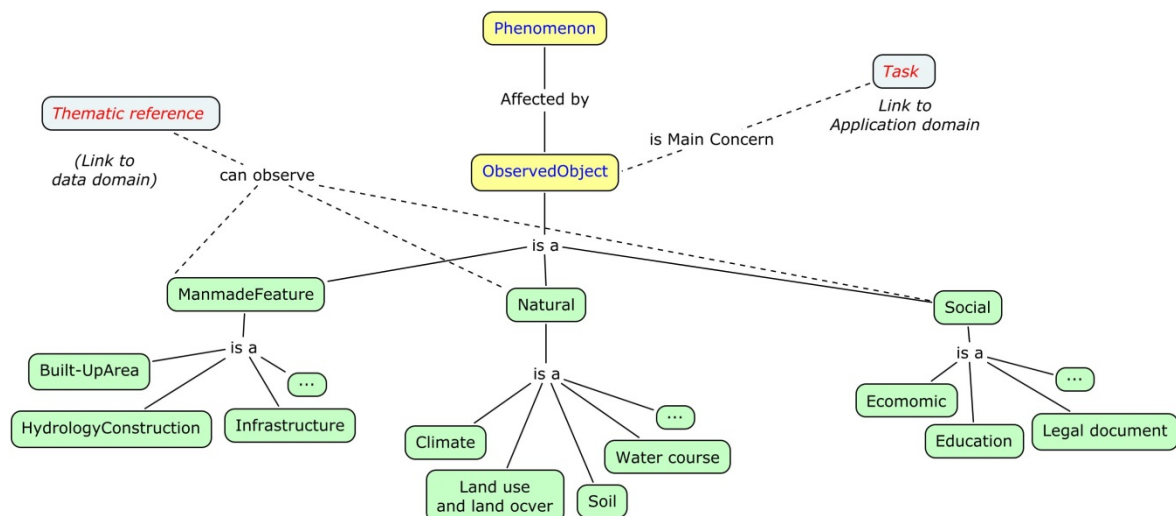 Phenomenon
Affected by
Task
Link to
Application domain
Thematic reference
(Link to
data domain)
can observe
is Main Concern
ObservedObject
is a
ManmadeFeature
Natural
Social
is a
Built-UpArea
...
HydrologyConstruction
Infrastructure
is a
...
Climate
Water course
Land use
and land ocver
Soil
is a
...
Ecomomic
Education
Legal document